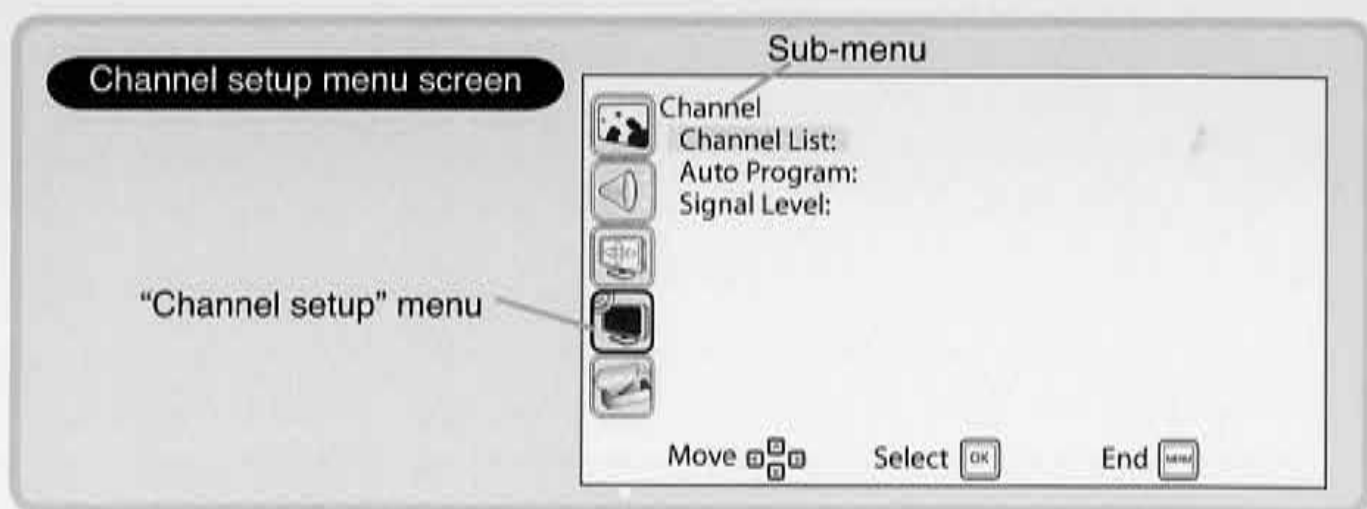 Sub-menu
Channel setup menu screen
Channel
Channel List:
Auto Program:
Signal Level:
"Channel setup" menu
Move Select OK End MENU